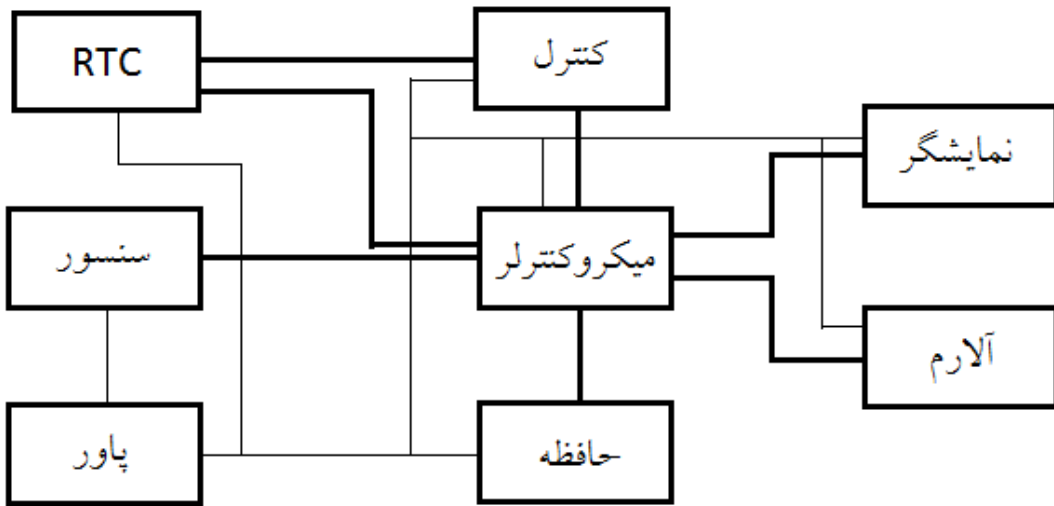 RTC
کنترل
نمایشگر
سنسور
میکروکنترلر
آلارم
پاور
حافظه